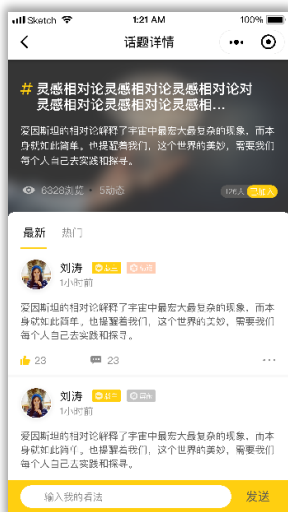 Sketch
1:21 AM
100%
话题详情
# 灵感相对论灵感相对论灵感相对论对
灵感相对论灵感相对论灵感相...
爱因斯坦的相对论解释了宇宙中最宏大最复杂的现象，而本
身就如此简单。也提醒着我们，这个世界的美妙，需要我们
每个人自己去实践和探寻。
6328浏览 · 5动态
126人
已加入
最新
热门
刘涛
1小时前
爱因斯坦的相对论解释了宇宙中最宏大最复杂的现象，而本
身就如此简单。也提醒着我们，这个世界的美妙，需要我们
每个人自己去实践和探寻。
23
23
刘涛
1小时前
爱因斯坦的相对论解释了宇宙中最宏大最复杂的现象，而本
身就如此简单。也提醒着我们，这个世界的美妙，需要我们
每个人自己去实践和探寻。
输入我的看法
发送